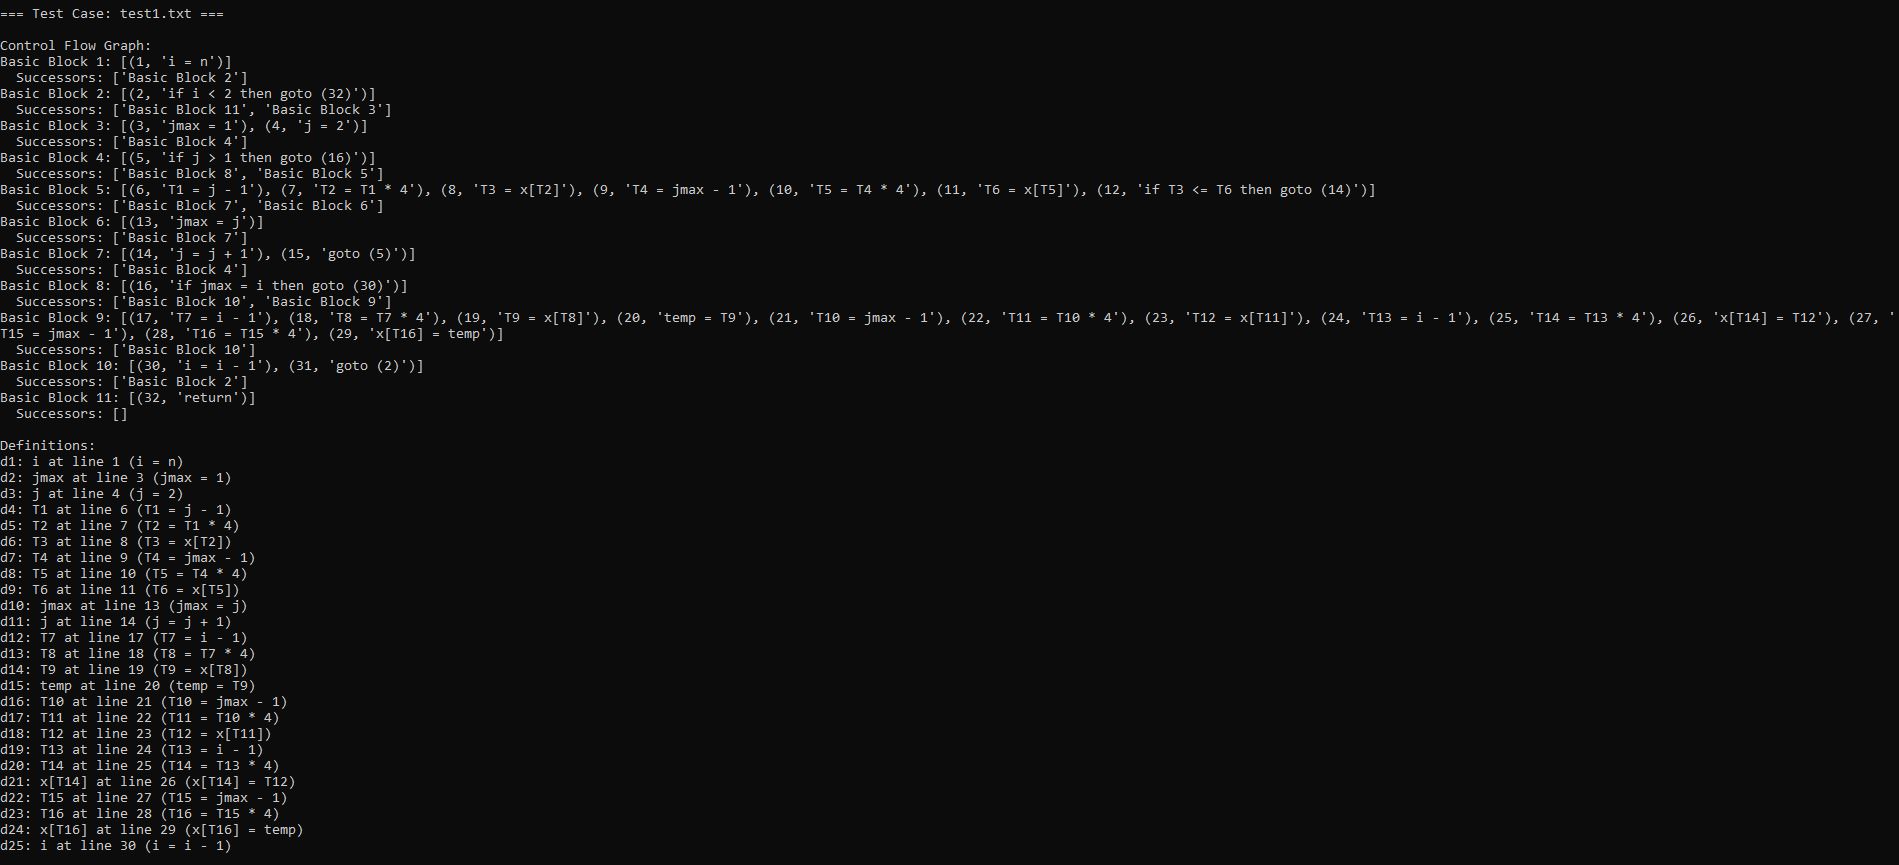 === Test Case: test1.txt ===
Control Flow Graph:
Basic Block 1: [(1, 'i = n')]
  Successors: ['Basic Block 2']
Basic Block 2: [(2, 'if i < 2 then goto (32)')]
  Successors: ['Basic Block 11', 'Basic Block 3']
Basic Block 3: [(3, 'jmax = 1'), (4, 'j = 2')]
  Successors: ['Basic Block 4']
Basic Block 4: [(5, 'if j > 1 then goto (16)')]
  Successors: ['Basic Block 8', 'Basic Block 5']
Basic Block 5: [(6, 'T1 = j - 1'), (7, 'T2 = T1 * 4'), (8, 'T3 = x[T2]'), (9, 'T4 = jmax - 1'), (10, 'T5 = T4 * 4'), (11, 'T6 = x[T5]'), (12, 'if T3 <= T6 then goto (14)')]
  Successors: ['Basic Block 7', 'Basic Block 6']
Basic Block 6: [(13, 'jmax = j')]
  Successors: ['Basic Block 7']
Basic Block 7: [(14, 'j = j + 1'), (15, 'goto (5)')]
  Successors: ['Basic Block 4']
Basic Block 8: [(16, 'if jmax = i then goto (30)')]
  Successors: ['Basic Block 10', 'Basic Block 9']
Basic Block 9: [(17, 'T7 = i - 1'), (18, 'T8 = T7 * 4'), (19, 'T9 = x[T8]'), (20, 'temp = T9'), (21, 'T10 = jmax - 1'), (22, 'T11 = T10 * 4'), (23, 'T12 = x[T11]'), (24, 'T13 = i - 1'), (25, 'T14 = T13 * 4'), (26, 'x[T14] = T12'), (27, '
T15 = jmax - 1'), (28, 'T16 = T15 * 4'), (29, 'x[T16] = temp')]
  Successors: ['Basic Block 10']
Basic Block 10: [(30, 'i = i - 1'), (31, 'goto (2)')]
  Successors: ['Basic Block 2']
Basic Block 11: [(32, 'return')]
  Successors: []
Definitions:
d1: i at line 1 (i = n)
d2: jmax at line 3 (jmax = 1)
d3: j at line 4 (j = 2)
d4: T1 at line 6 (T1 = j - 1)
d5: T2 at line 7 (T2 = T1 * 4)
d6: T3 at line 8 (T3 = x[T2])
d7: T4 at line 9 (T4 = jmax - 1)
d8: T5 at line 10 (T5 = T4 * 4)
d9: T6 at line 11 (T6 = x[T5])
d10: jmax at line 13 (jmax = j)
d11: j at line 14 (j = j + 1)
d12: T7 at line 17 (T7 = i - 1)
d13: T8 at line 18 (T8 = T7 * 4)
d14: T9 at line 19 (T9 = x[T8])
d15: temp at line 20 (temp = T9)
d16: T10 at line 21 (T10 = jmax - 1)
d17: T11 at line 22 (T11 = T10 * 4)
d18: T12 at line 23 (T12 = x[T11])
d19: T13 at line 24 (T13 = i - 1)
d20: T14 at line 25 (T14 = T13 * 4)
d21: x[T14] at line 26 (x[T14] = T12)
d22: T15 at line 27 (T15 = jmax - 1)
d23: T16 at line 28 (T16 = T15 * 4)
d24: x[T16] at line 29 (x[T16] = temp)
d25: i at line 30 (i = i - 1)